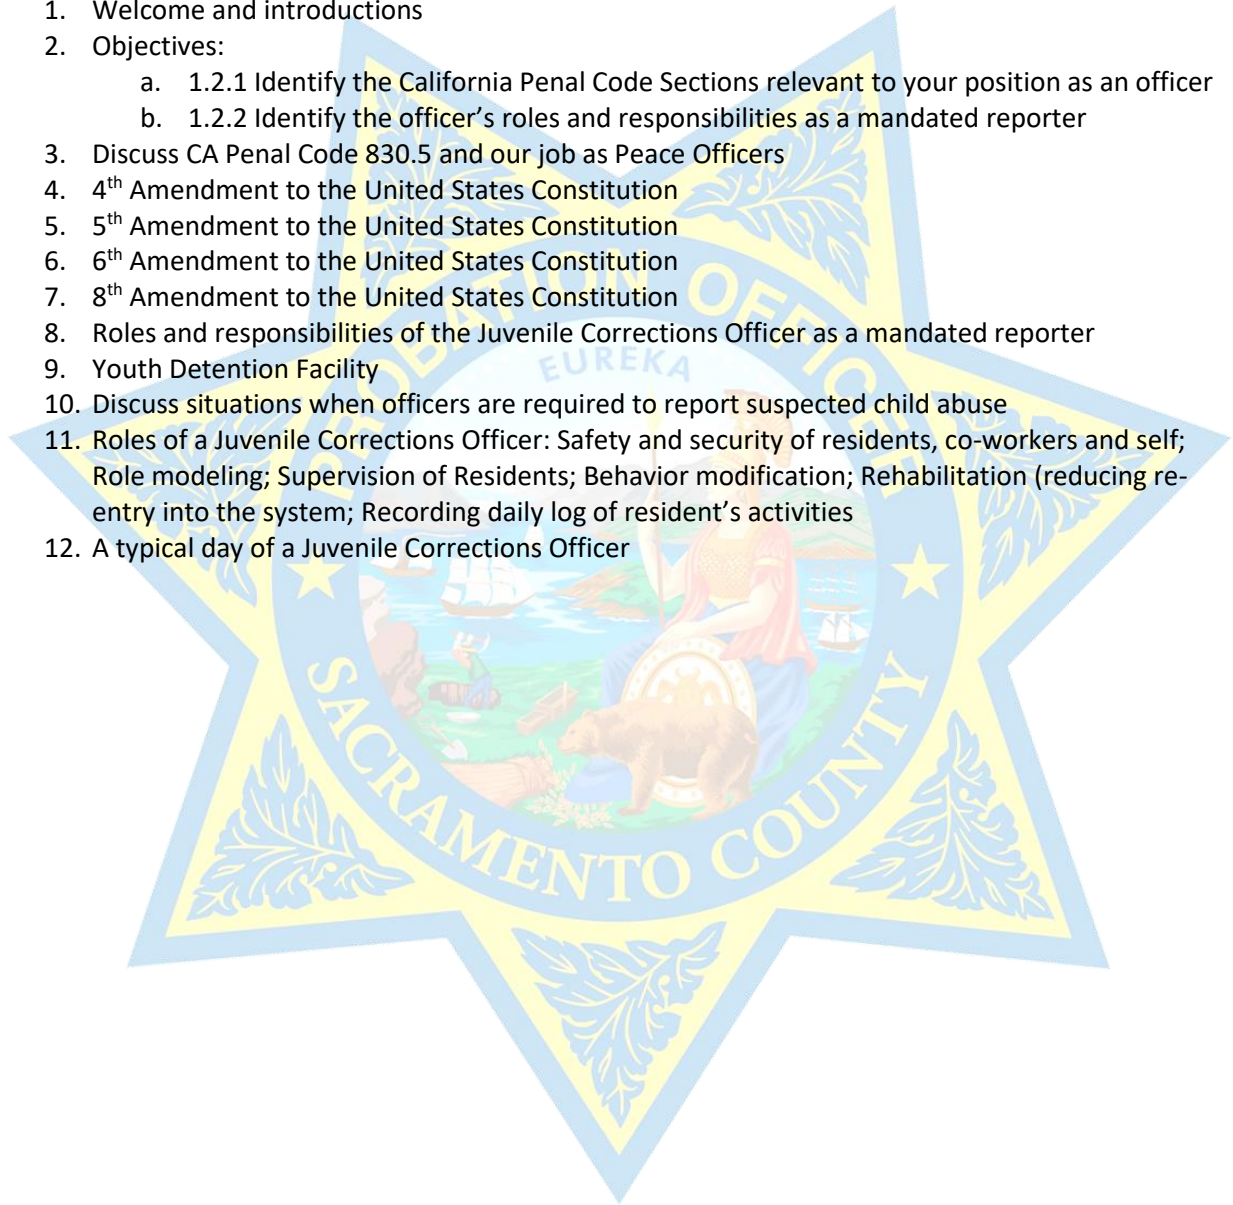 1. Welcome and introductions
2. Objectives:
a. 1.2.1 Identify the California Penal Code Sections relevant to your position as an officer
b. 1.2.2 Identify the officer’s roles and responsibilities as a mandated reporter
3. Discuss CA Penal Code 830.5 and our job as Peace Officers
4. 4th Amendment to the United States Constitution
5. 5th Amendment to the United States Constitution
6. 6th Amendment to the United States Constitution
7. 8th Amendment to the United States Constitution
8. Roles and responsibilities of the Juvenile Corrections Officer as a mandated reporter
9. Youth Detention Facility
10. Discuss situations when officers are required to report suspected child abuse
11. Roles of a Juvenile Corrections Officer: Safety and security of residents, co-workers and self;
Role modeling; Supervision of Residents; Behavior modification; Rehabilitation (reducing re-
entry into the system; Recording daily log of resident’s activities
12. A typical day of a Juvenile Corrections Officer
PROBATION OFFICER
EUREKA
SACRAMENTO COUNTY